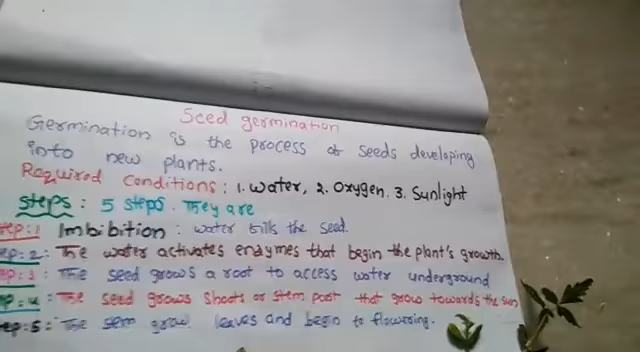 Seed germination
Germination is the process of seeds developing
into new plants.
Required Conditions : 1. Water, 2. Oxygen. 3. Sunlight
Steps : 5 steps. They are
tep:1 Imbibition : water fills the seed.
ep:2: The water activates enzymes that begin the plant's growth
ep:3: The seed grows a root to access water underground
p:4: The seed grows shoots or stem part that grow towards the sun
ep:5: The stem grow leaves and begin to flowering.